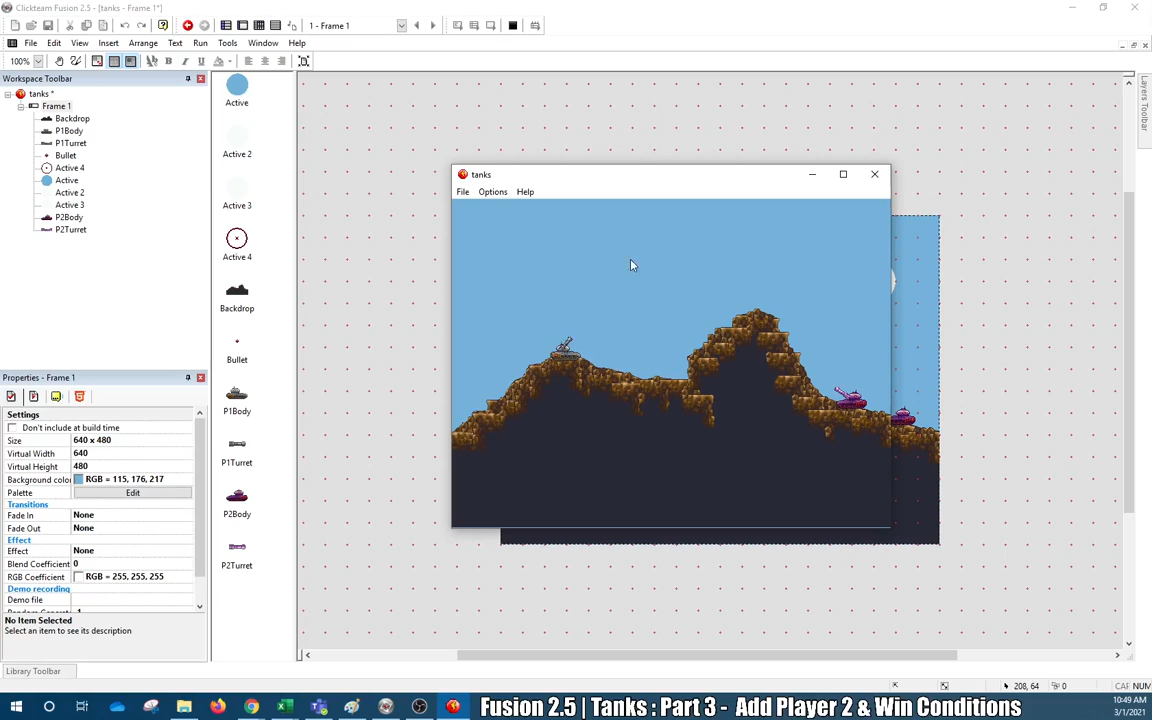 Clickteam Fusion 2.5 - [tanks - Frame 1*]
1 - Frame 1
File Edit View Insert Arrange Text Run Tools Window Help
100%
B I U A
Workspace Toolbar
tanks *
Frame 1
Backdrop
P1Body
P1Turret
Bullet
Active 4
Active
Active 2
Active 3
P2Body
P2Turret
Properties - Frame 1
Settings
Don't include at build time
Size 640 x 480
Virtual Width 640
Virtual Height 480
Background colo RGB = 115, 176, 217
Palette Edit
Transitions
Fade In None
Fade Out None
Effect
Effect None
Blend Coefficient 0
RGB Coefficient RGB = 255, 255, 255
Demo recording
Demo file
No Item Selected
Select an item to see its description
Library Toolbar
Active
Active 2
Active 3
Active 4
Backdrop
Bullet
P1Body
P1Turret
P2Body
P2Turret
tanks
File Options Help
Layers Toolbar
208, 64
0
CAP NUM
Fusion 2.5 | Tanks : Part 3 - Add Player 2 & Win Conditions
10:49 AM
3/1/2021